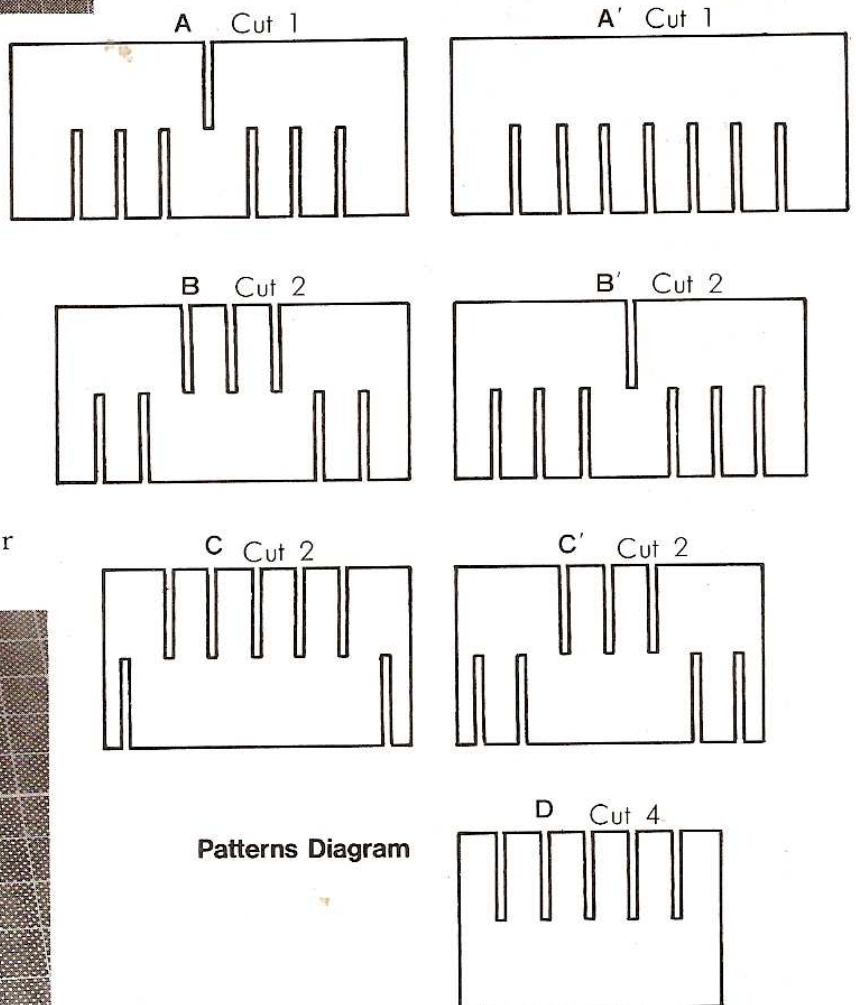 A Cut 1
A′ Cut 1
B Cut 2
B′ Cut 2
r
C Cut 2
C′ Cut 2
D Cut 4
Patterns Diagram